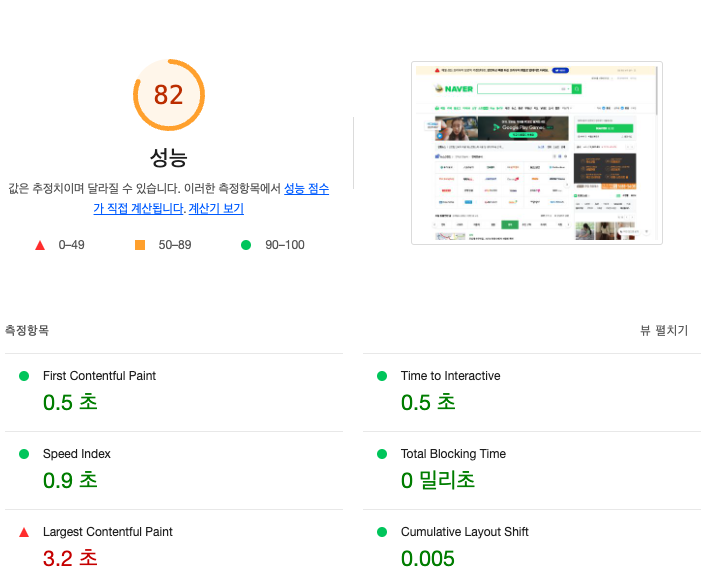 82
성능
값은 추정치이며 달라질 수 있습니다. 이러한 측정항목에서 성능 점수
가 직접 계산됩니다. 계산기 보기
0–49
50–89
90–100
NAVER
Google Play Games
측정항목
뷰 펼치기
First Contentful Paint
0.5 초
Time to Interactive
0.5 초
Speed Index
0.9 초
Total Blocking Time
0 밀리초
Largest Contentful Paint
3.2 초
Cumulative Layout Shift
0.005